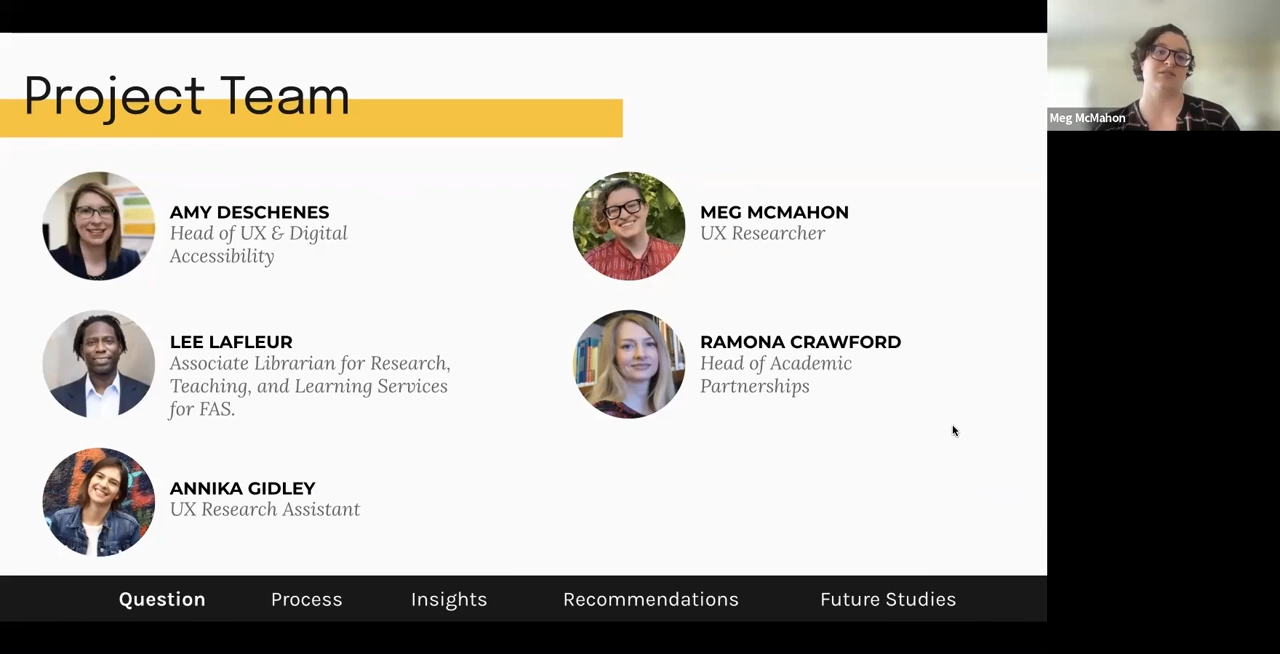 Project Team
AMY DESCHENES
Head of UX & Digital
Accessibility
MEG MCMAHON
UX Researcher
LEE LAFLEUR
Associate Librarian for Research,
Teaching, and Learning Services
for FAS.
RAMONA CRAWFORD
Head of Academic
Partnerships
ANNIKA GIDLEY
UX Research Assistant
Question Process Insights Recommendations Future Studies
Meg McMahon